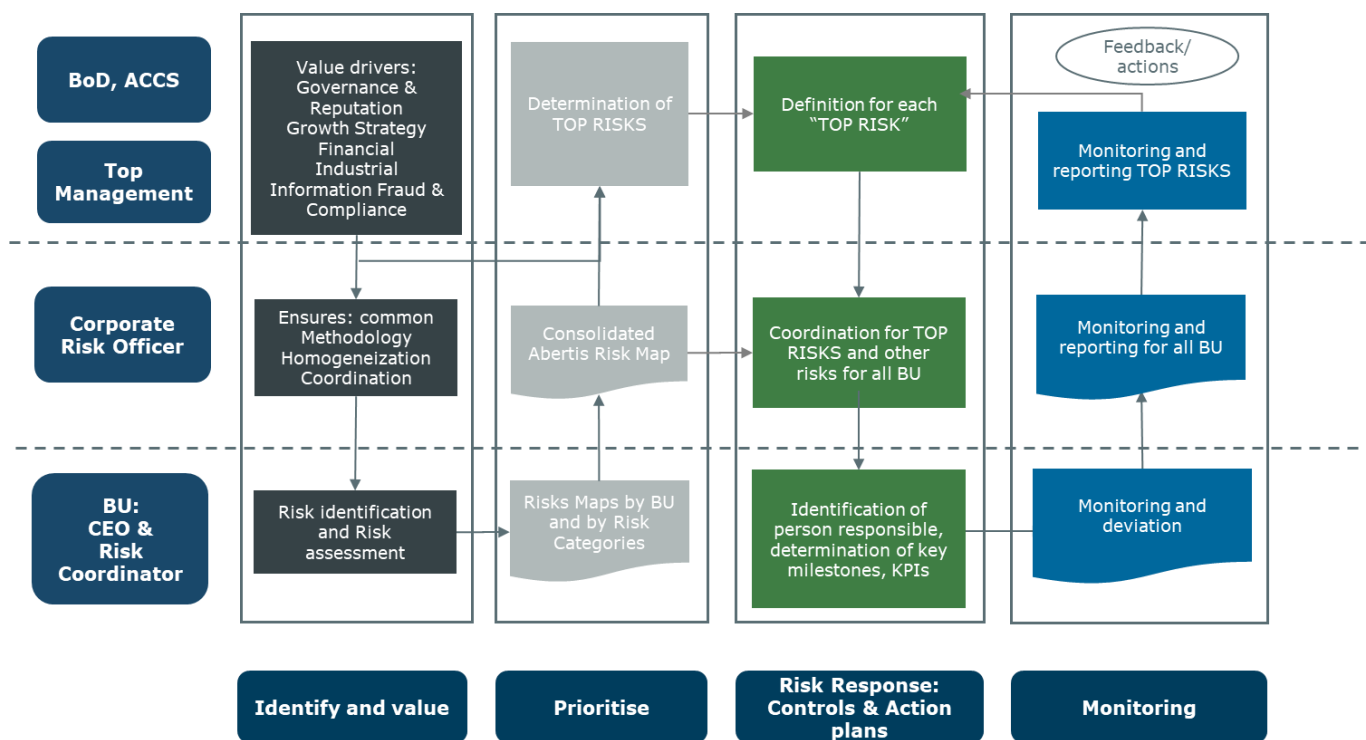 BoD, ACCS
Top
Management
Value drivers:
Governance &
Reputation
Growth Strategy
Financial
Industrial
Information Fraud &
Compliance
Determination of
TOP RISKS
Definition for each
“TOP RISK”
Feedback/
actions
Monitoring and
reporting TOP RISKS
Corporate
Risk Officer
Ensures: common
Methodology
Homogeneization
Coordination
Consolidated
Abertis Risk Map
Coordination for TOP
RISKS and other
risks for all BU
Monitoring and
reporting for all BU
BU:
CEO &
Risk
Coordinator
Risk identification
and Risk
assessment
Risks Maps by BU
and by Risk
Categories
Identification of
person responsible,
determination of key
milestones, KPIs
Monitoring and
deviation
Identify and value
Prioritise
Risk Response:
Controls & Action
plans
Monitoring